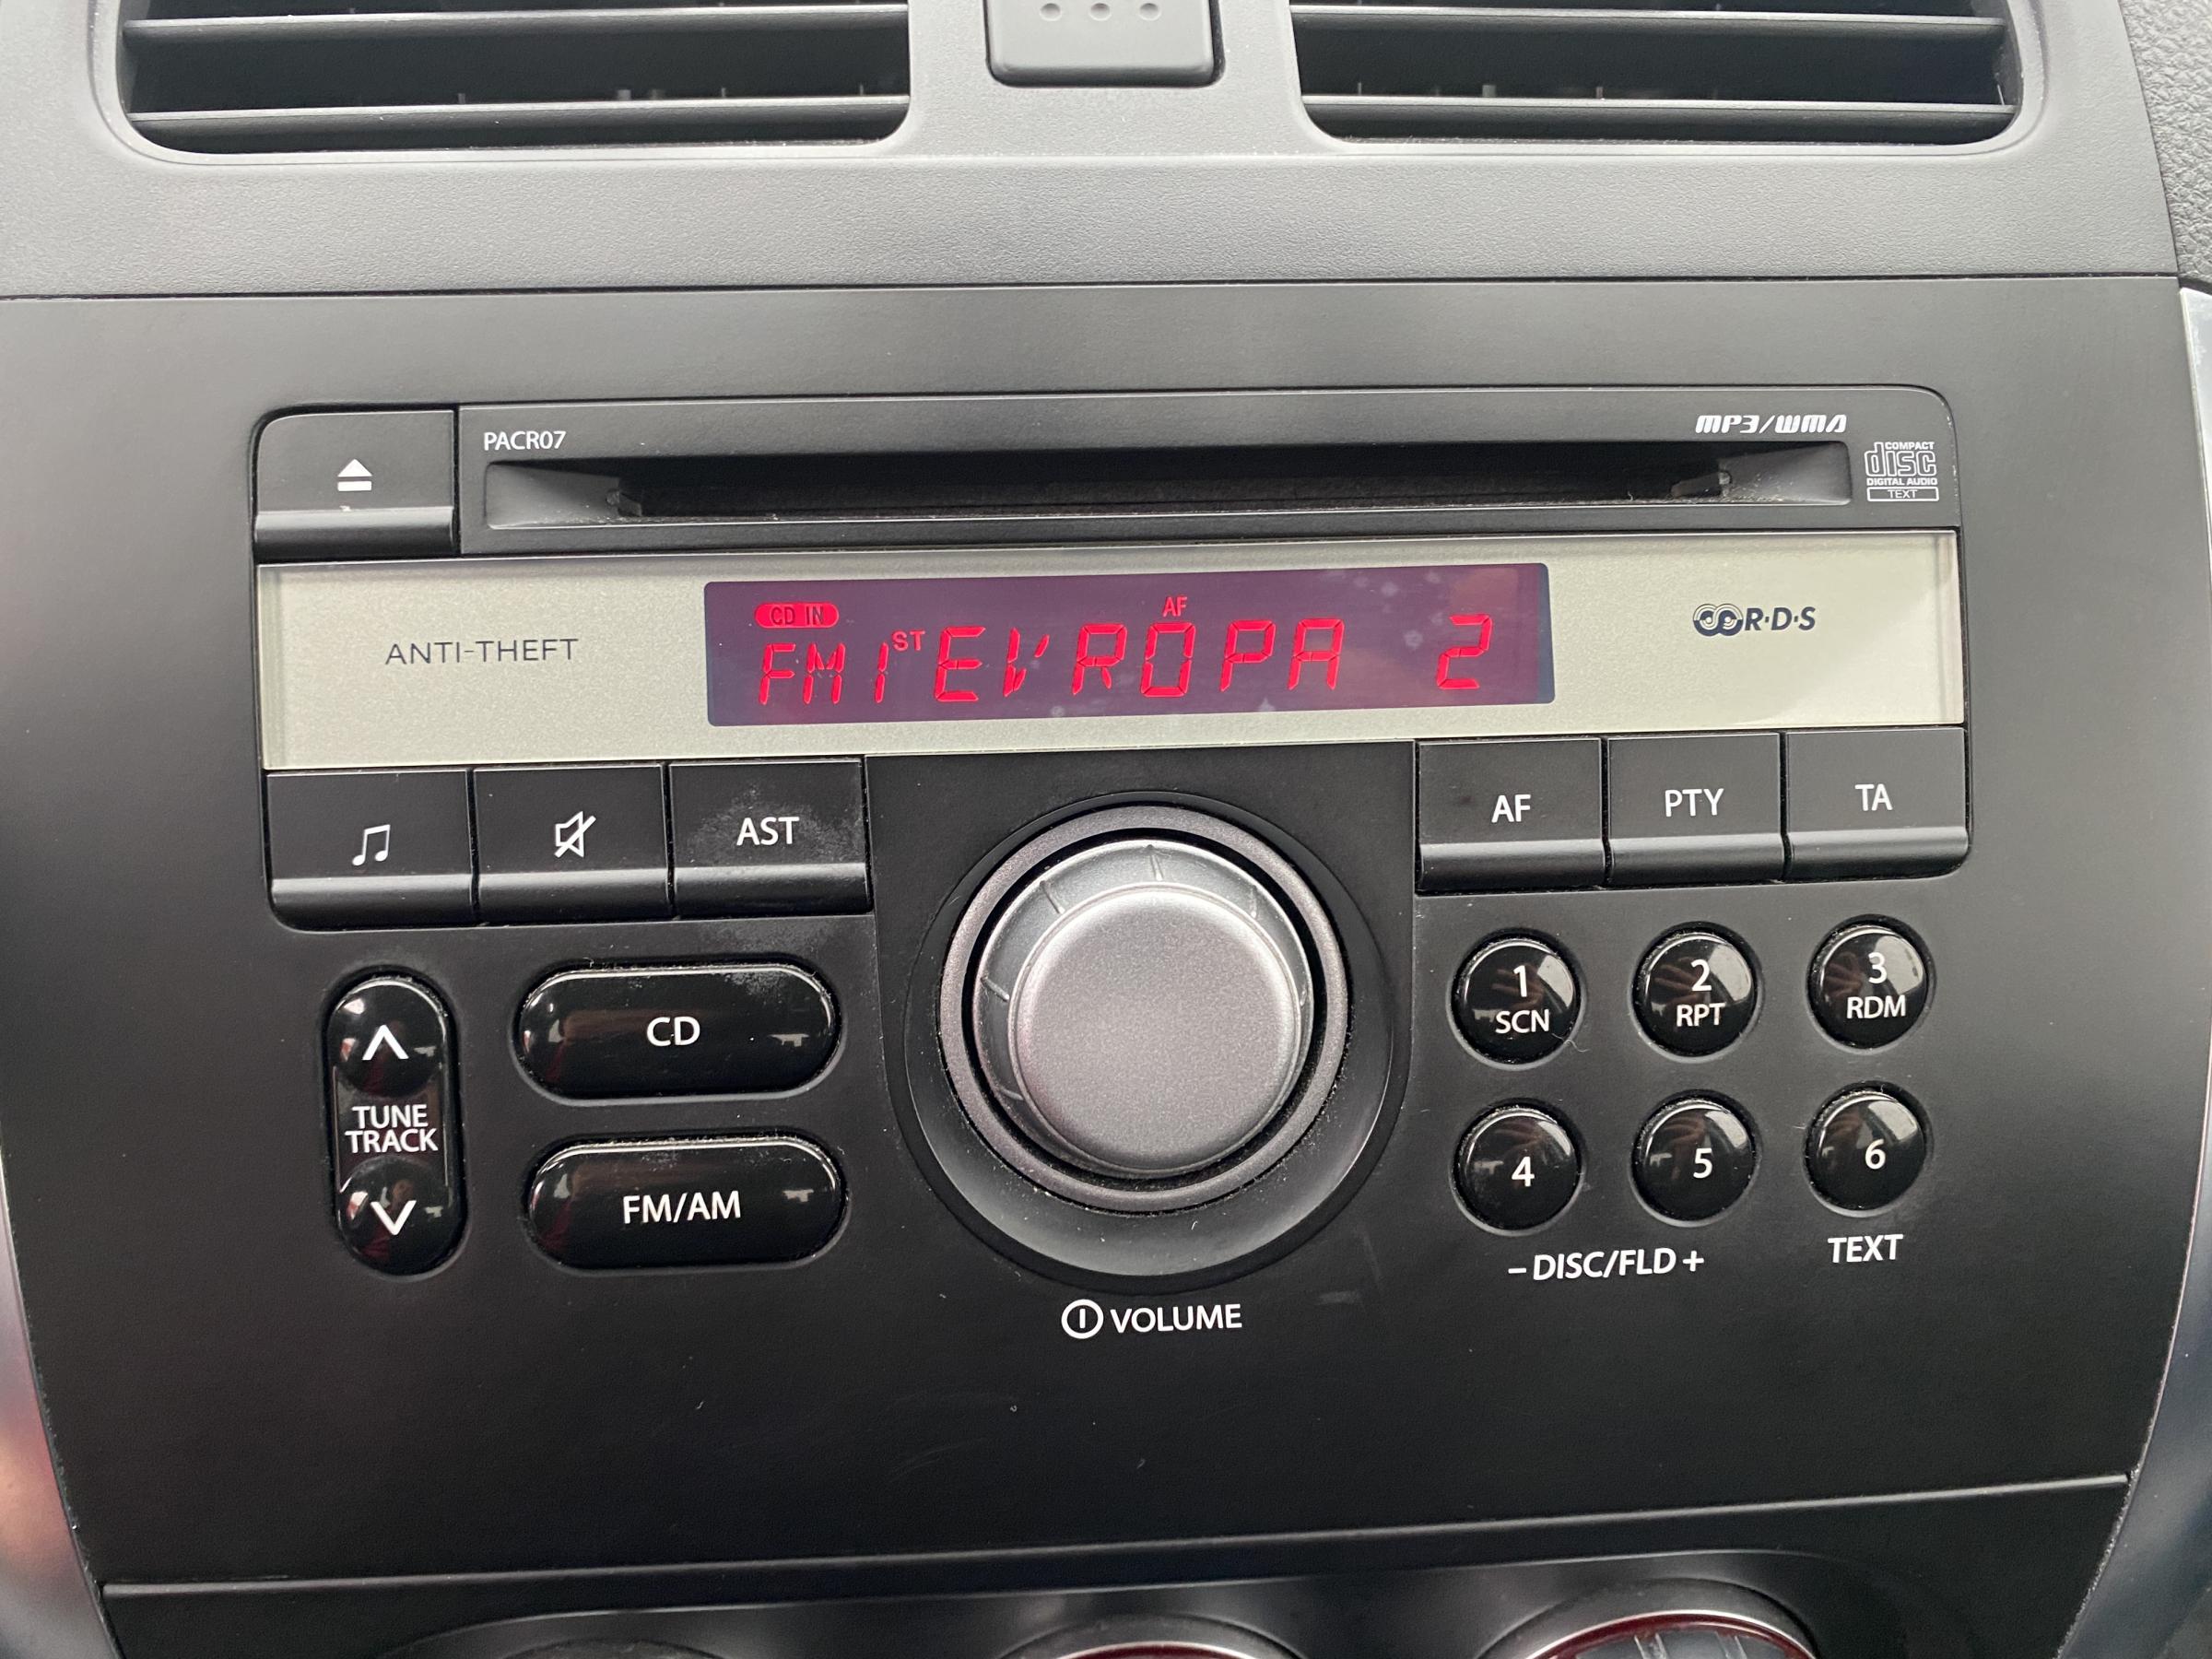 PACR07
MP3/WMA
COMPACT
disc
DIGITAL AUDIO
TEXT
ANTI-THEFT
CD IN
AF
FM1 ST EVROPA 2
R·D·S
AST
AF
PTY
TA
TUNE
TRACK
CD
FM/AM
1
SCN
2
RPT
3
RDM
4
5
6
– DISC/FLD +
TEXT
VOLUME